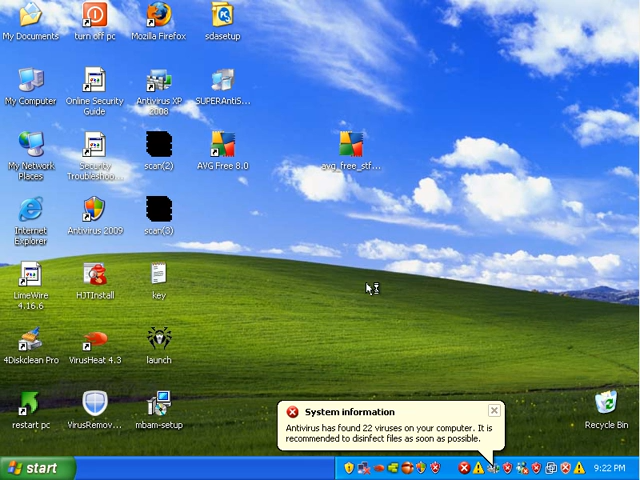 My Documents
turn off pc
Mozilla Firefox
sdasetup
My Computer
Online Security
Guide
Antivirus XP
2008
SUPERAntiS...
My Network
Places
Security
Troubleshoo...
scan(2)
AVG Free 8.0
avg_free_stf...
Internet
Explorer
Antivirus 2009
scan(3)
LimeWire
4.16.6
HJTInstall
key
4Diskclean Pro
VirusHeat 4.3
launch
restart pc
VirusRemov...
mbam-setup
Recycle Bin
System information
Antivirus has found 22 viruses on your computer. It is
recommended to disinfect files as soon as possible.
start
9:22 PM